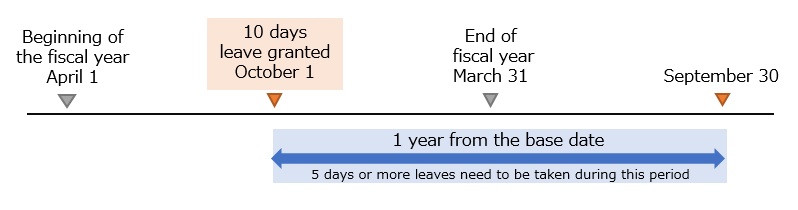 Beginning of
the fiscal year
April 1
10 days
leave granted
October 1
End of
fiscal year
March 31
September 30
1 year from the base date
5 days or more leaves need to be taken during this period